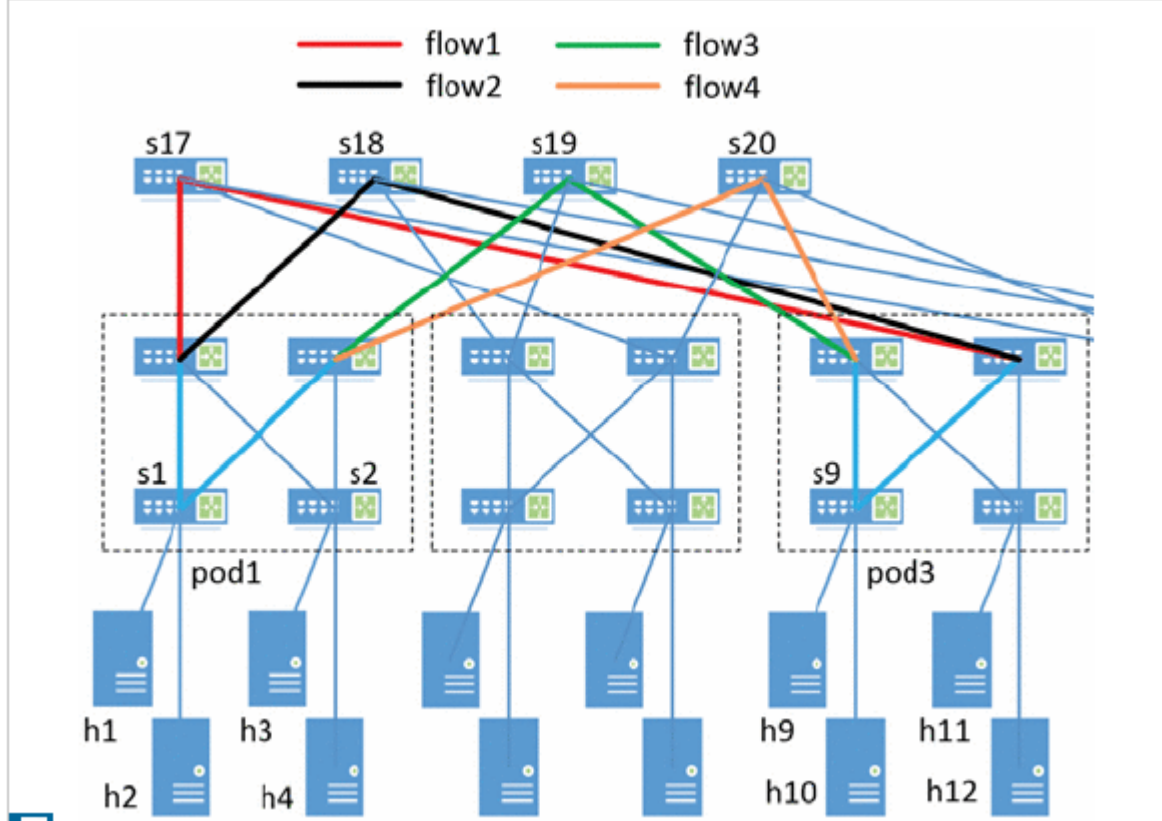 flow1 flow3
flow2 flow4
s17 s18 s19 s20
s1 s2 s9
pod1 pod3
h1 h3 h9 h11
h2 h4 h10 h12